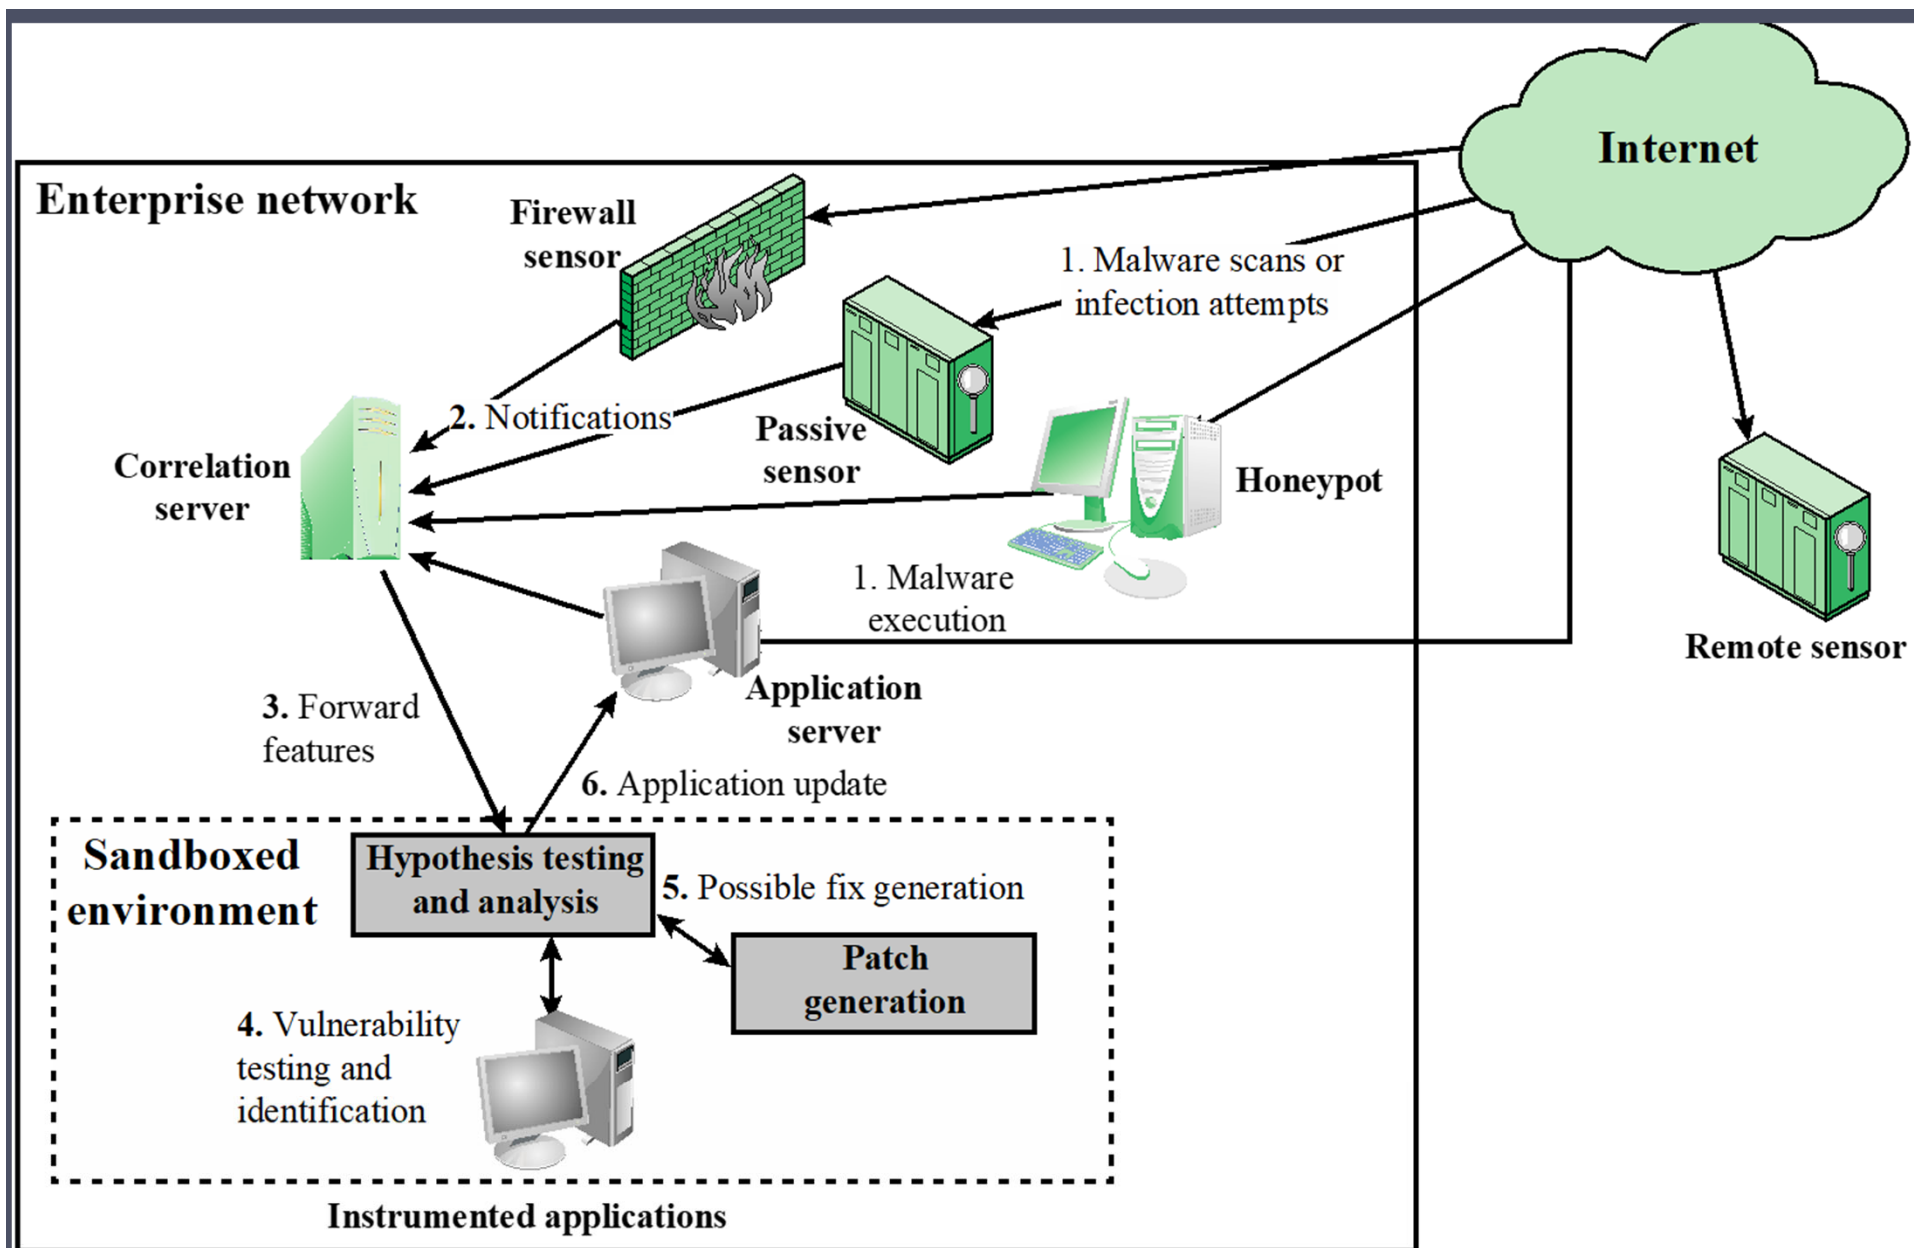 Internet
Enterprise network
Firewall
sensor
1. Malware scans or
infection attempts
2. Notifications
Passive
sensor
Correlation
server
Honeypot
1. Malware
execution
Remote sensor
Application
server
3. Forward
features
6. Application update
Sandboxed
environment
Hypothesis testing
and analysis
5. Possible fix generation
Patch
generation
4. Vulnerability
testing and
identification
Instrumented applications